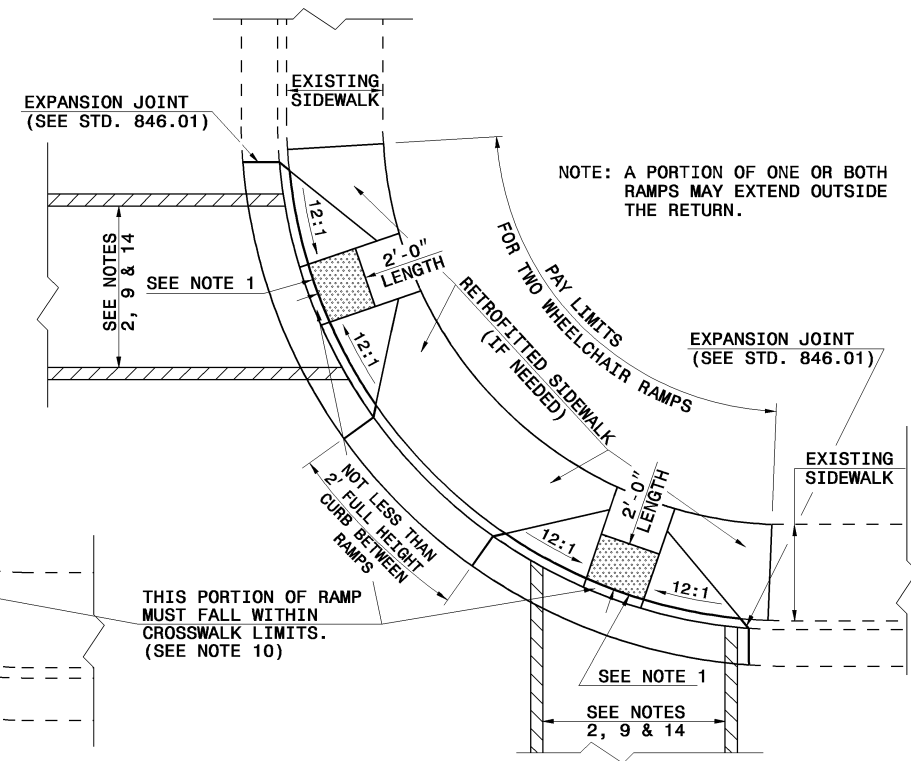 EXISTING
SIDEWALK
EXPANSION JOINT
(SEE STD. 846.01)
NOTE: A PORTION OF ONE OR BOTH
RAMPS MAY EXTEND OUTSIDE
THE RETURN.
12:1
2'-0"
LENGTH
SEE NOTES
2, 9 & 14
SEE NOTE 1
12:1
PAY LIMITS
FOR TWO WHEELCHAIR RAMPS
RETROFITTED SIDEWALK
(IF
NEEDED)
EXPANSION JOINT
(SEE STD. 846.01)
EXISTING
SIDEWALK
NOT LESS THAN
2' FULL HEIGHT
CURB BETWEEN
RAMPS
2'-0"
LENGTH
12:1
12:1
THIS PORTION OF RAMP
MUST FALL WITHIN
CROSSWALK LIMITS.
(SEE NOTE 10)
SEE NOTE 1
SEE NOTES
2, 9 & 14